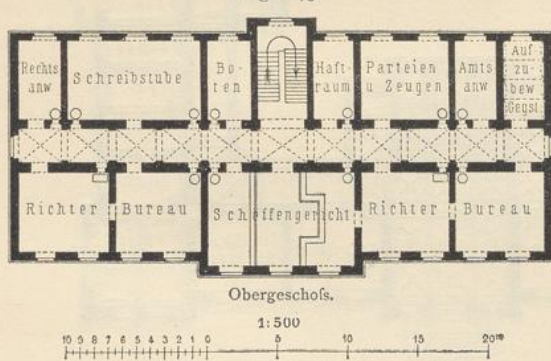 Rechts
anw
Schreibstube
Bo-
ten
Haft
raum
Parteien
u Zeugen
Amts
anw
Auf
zu-
bew
Gegst
Richter
Bureau
Schöffengericht
Richter
Bureau
Obergeschoſs.
1:500
10 9 8 7 6 5 4 3 2 1 0 5 10 15 20ᵐ